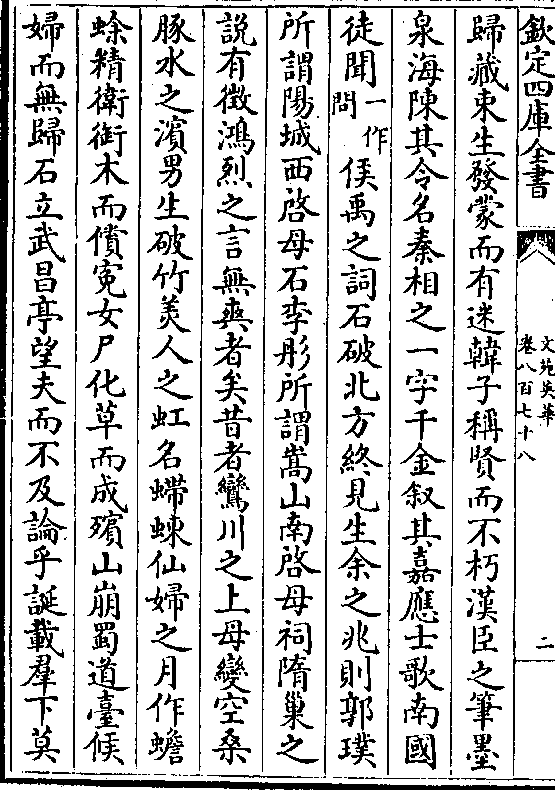 欽定四庫全書
文苑英華
卷八百七十八
二
歸藏東生發蒙而有迷韓子稱賢而不朽漢臣之筆墨
泉海陳其令名秦相之一字千金叙其嘉應士歌南國
徒聞一作問俟禹之詞石破北方終見生余之兆則郭璞
所謂陽城西啓母石李彤所謂嵩山南啓母祠隋巢之
説有徵鴻烈之言無爽者矣昔者鸞川之上母變空桑
豚水之濱男生破竹美人之虹名螮蝀仙婦之月作蟾
蜍精衛銜木而償寃女尸化草而成殯山崩蜀道臺候
婦而無歸石立武昌亭望夫而不及論乎誕載羣下莫